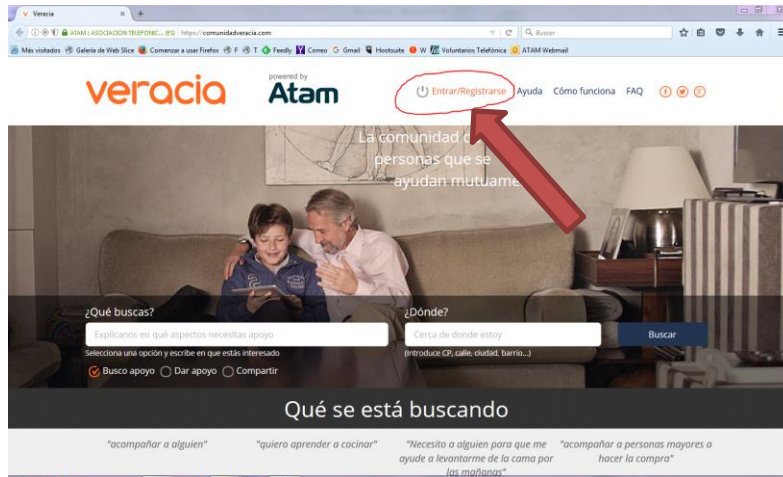 Veracia
ATAM (ASOCIACION TELEFONIC... (ES) https://comunidadveracia.com
Buscar
Más visitados Galería de Web Slice Comenzar a usar Firefox F T Feedly Correo Gmail Hootsuite W Voluntarios Telefónica ATAM Webmail
veracia
powered by
Atam
Entrar/Registrarse Ayuda Cómo funciona FAQ
La comunidad
personas que se
ayudan mutuame
¿Qué buscas? ¿Dónde?
Explícanos en qué aspectos necesitas apoyo Cerca de donde estoy Buscar
Selecciona una opción y escribe en que estás interesado (Introduce CP, calle, ciudad, barrio...)
Busco apoyo Dar apoyo Compartir
Qué se está buscando
"acompañar a alguien" "quiero aprender a cocinar" "Necesito a alguien para que me "acompañar a personas mayores a
ayude a levantarme de la cama por hacer la compra"
las mañanas"